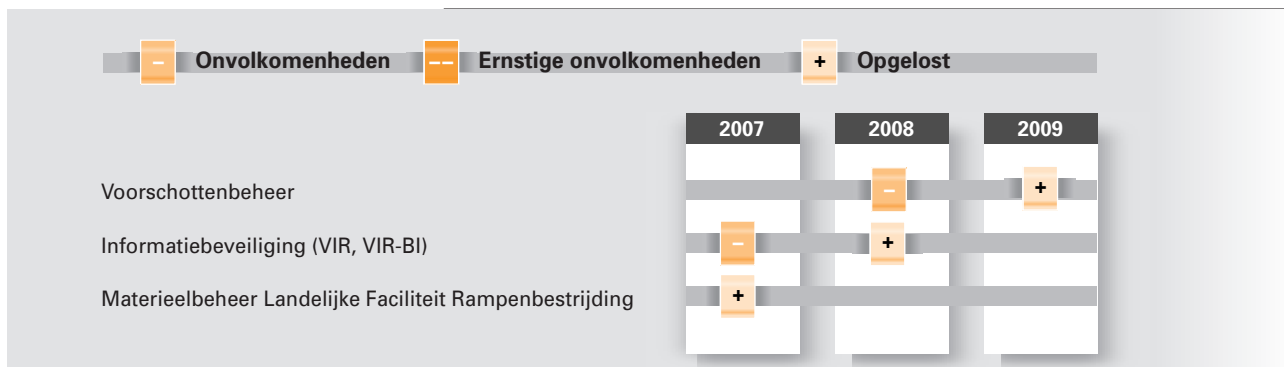 – Onvolkomenheden –– Ernstige onvolkomenheden + Opgelost
2007 2008 2009
Voorschottenbeheer – +
Informatiebeveiliging (VIR, VIR-BI) – +
Materieelbeheer Landelijke Faciliteit Rampenbestrijding +